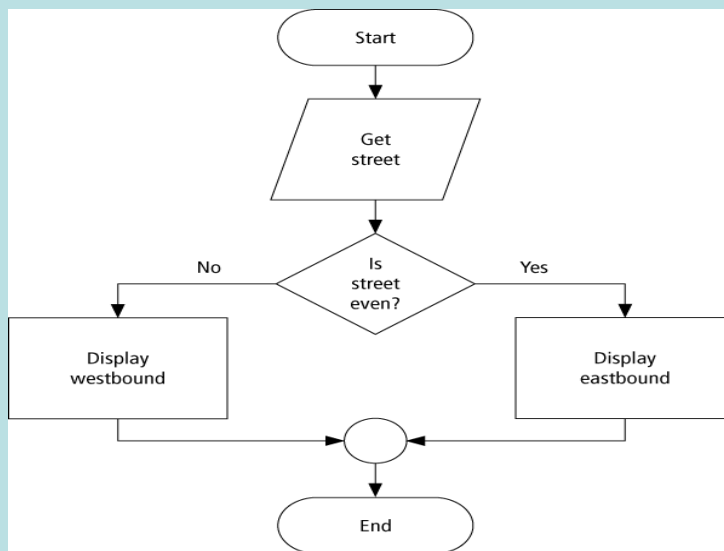 Start
Get
street
Is
street
even?
No
Yes
Display
westbound
Display
eastbound
End